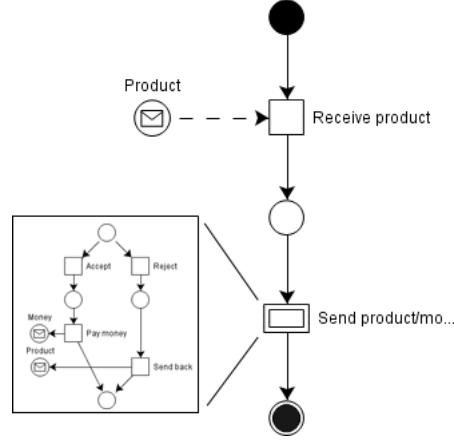 Product
Receive product
Accept
Reject
Money
Pay money
Product
Send back
Send product/mo...